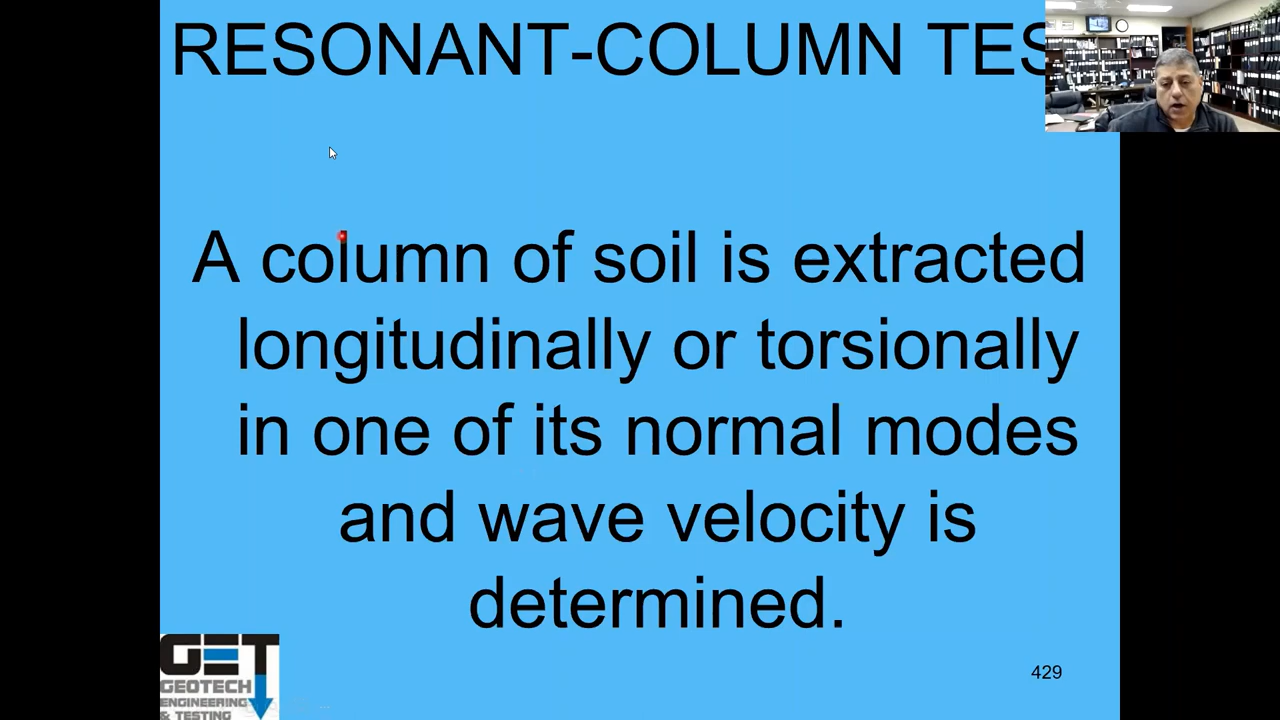 RESONANT-COLUMN TES
A column of soil is extracted
longitudinally or torsionally
in one of its normal modes
and wave velocity is
determined.
GET
GEOTECH
ENGINEERING
& TESTING
429